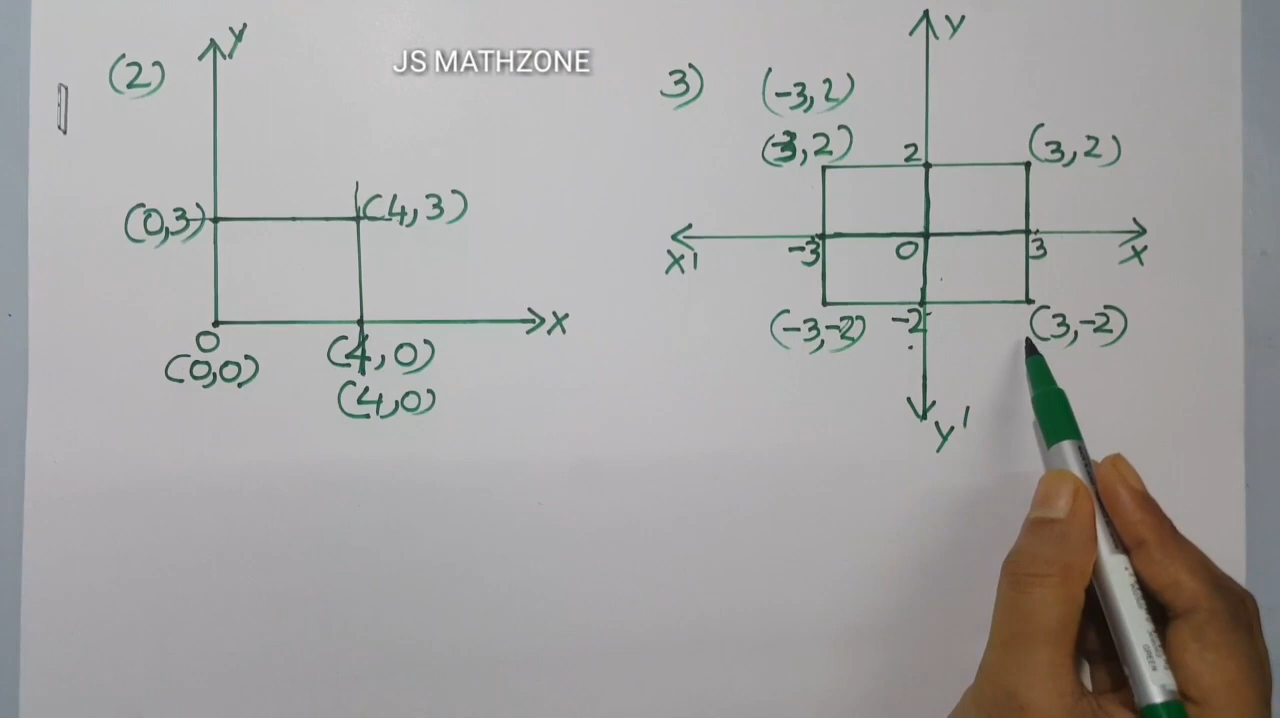 JS MATHZONE
(2)
Y
(0,3)
(4,3)
0
X
(0,0)
(4,0)
(4,0)
3)
Y
(-3,2)
(3,2)
2
(3,2)
X'
-3
0
3
X
(-3,-2)
-2
(3,-2)
Y'
GREEN